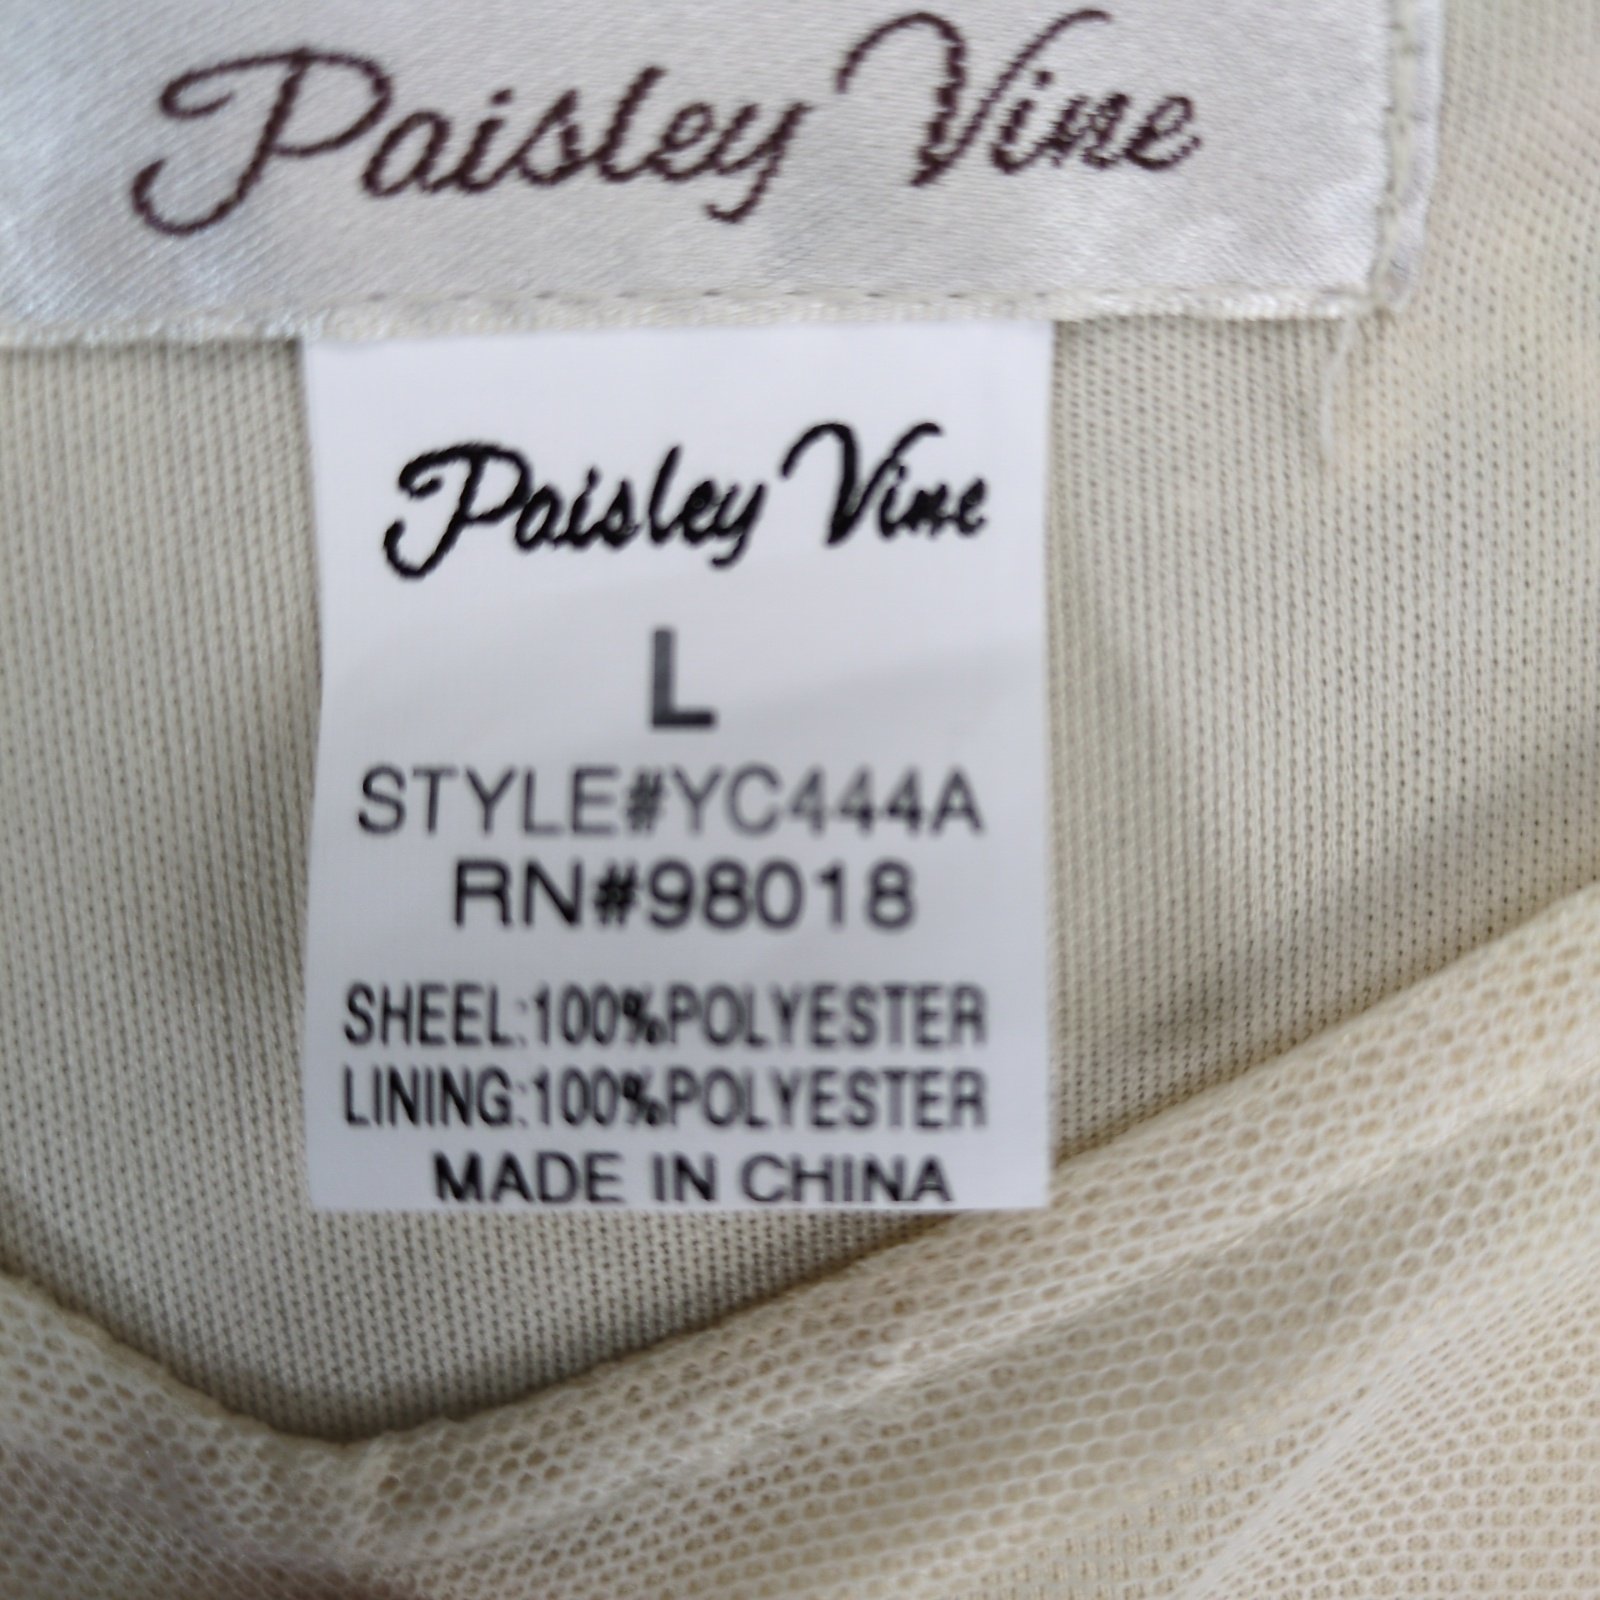 Paisley Vine
Paisley Vine
L
STYLE#YC444A
RN#98018
SHEEL:100%POLYESTER
LINING:100%POLYESTER
MADE IN CHINA